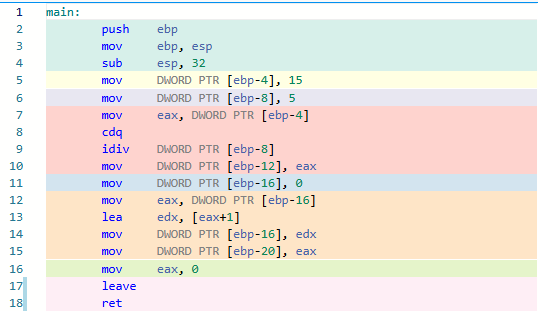 1 main:
2 push ebp
3 mov ebp, esp
4 sub esp, 32
5 mov DWORD PTR [ebp-4], 15
6 mov DWORD PTR [ebp-8], 5
7 mov eax, DWORD PTR [ebp-4]
8 cdq
9 idiv DWORD PTR [ebp-8]
10 mov DWORD PTR [ebp-12], eax
11 mov DWORD PTR [ebp-16], 0
12 mov eax, DWORD PTR [ebp-16]
13 lea edx, [eax+1]
14 mov DWORD PTR [ebp-16], edx
15 mov DWORD PTR [ebp-20], eax
16 mov eax, 0
17 leave
18 ret